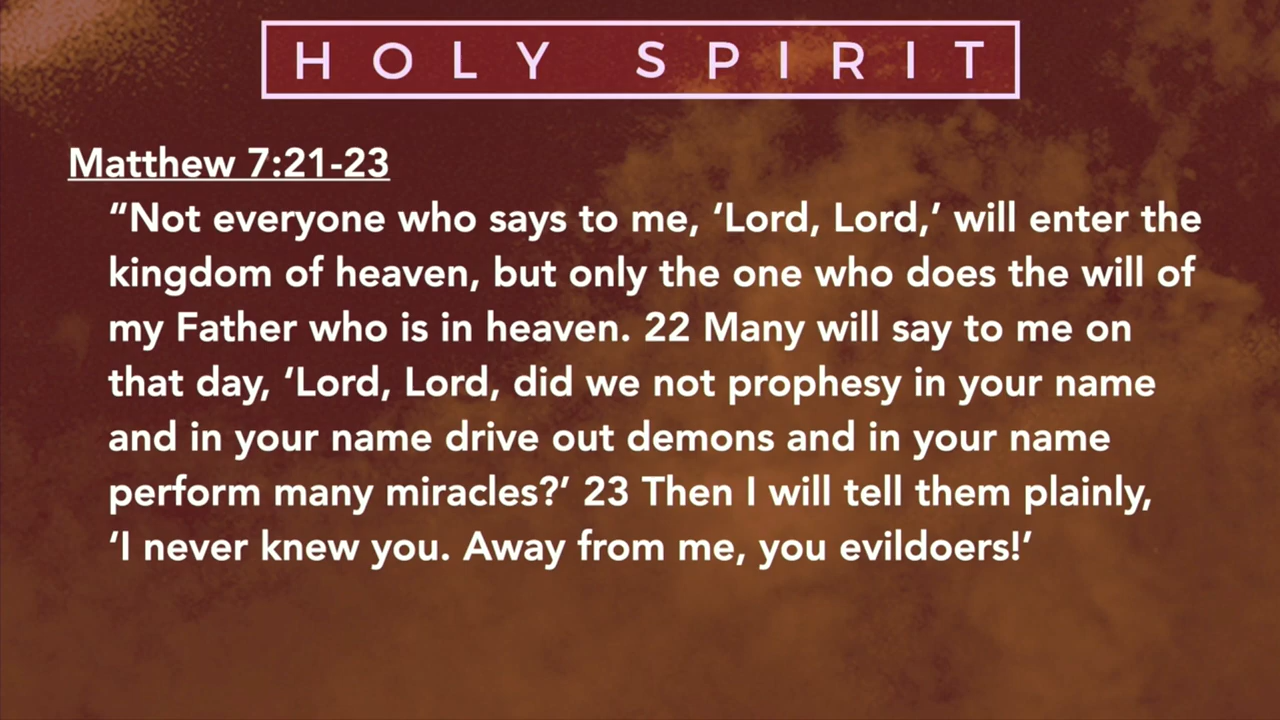 HOLY SPIRIT
Matthew 7:21-23
“Not everyone who says to me, ‘Lord, Lord,’ will enter the
kingdom of heaven, but only the one who does the will of
my Father who is in heaven. 22 Many will say to me on
that day, ‘Lord, Lord, did we not prophesy in your name
and in your name drive out demons and in your name
perform many miracles?’ 23 Then I will tell them plainly,
‘I never knew you. Away from me, you evildoers!’